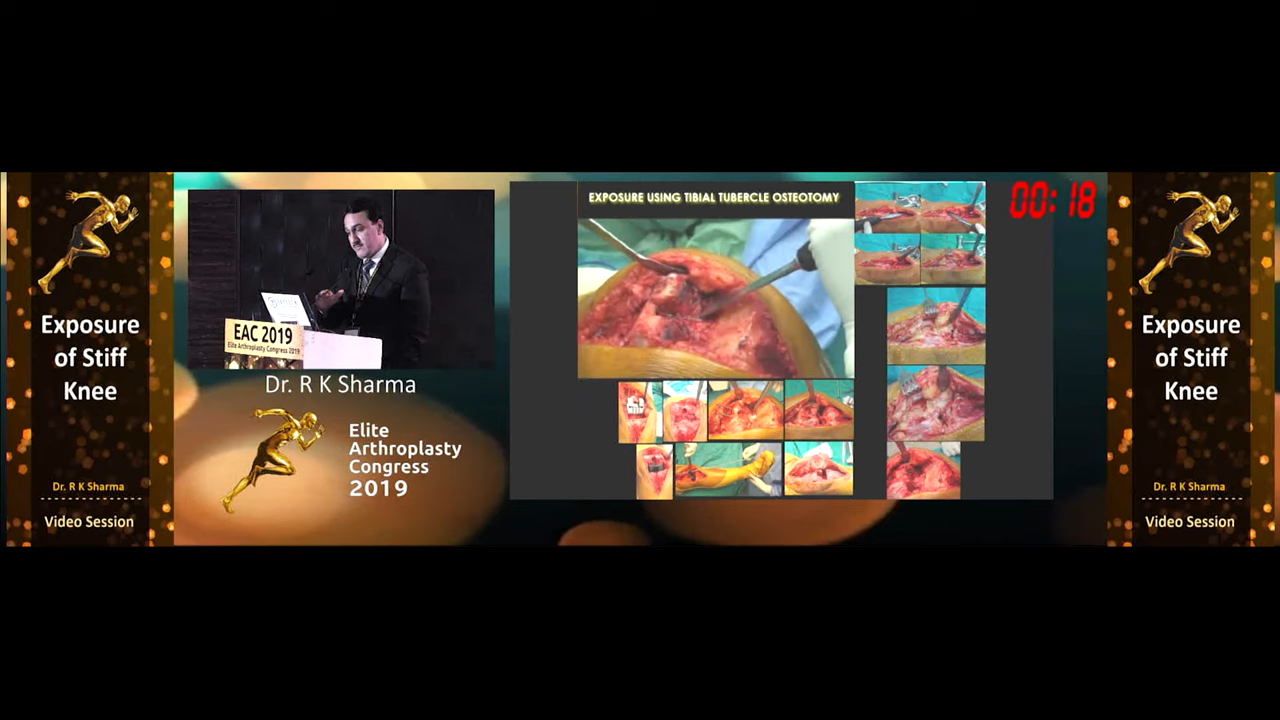 Exposure
of Stiff
Knee
Dr. R K Sharma
Video Session
EAC 2019
Elite Arthroplasty Congress 2019
Dr. R K Sharma
Elite
Arthroplasty
Congress
2019
EXPOSURE USING TIBIAL TUBERCLE OSTEOTOMY
00:18
Exposure
of Stiff
Knee
Dr. R K Sharma
Video Session